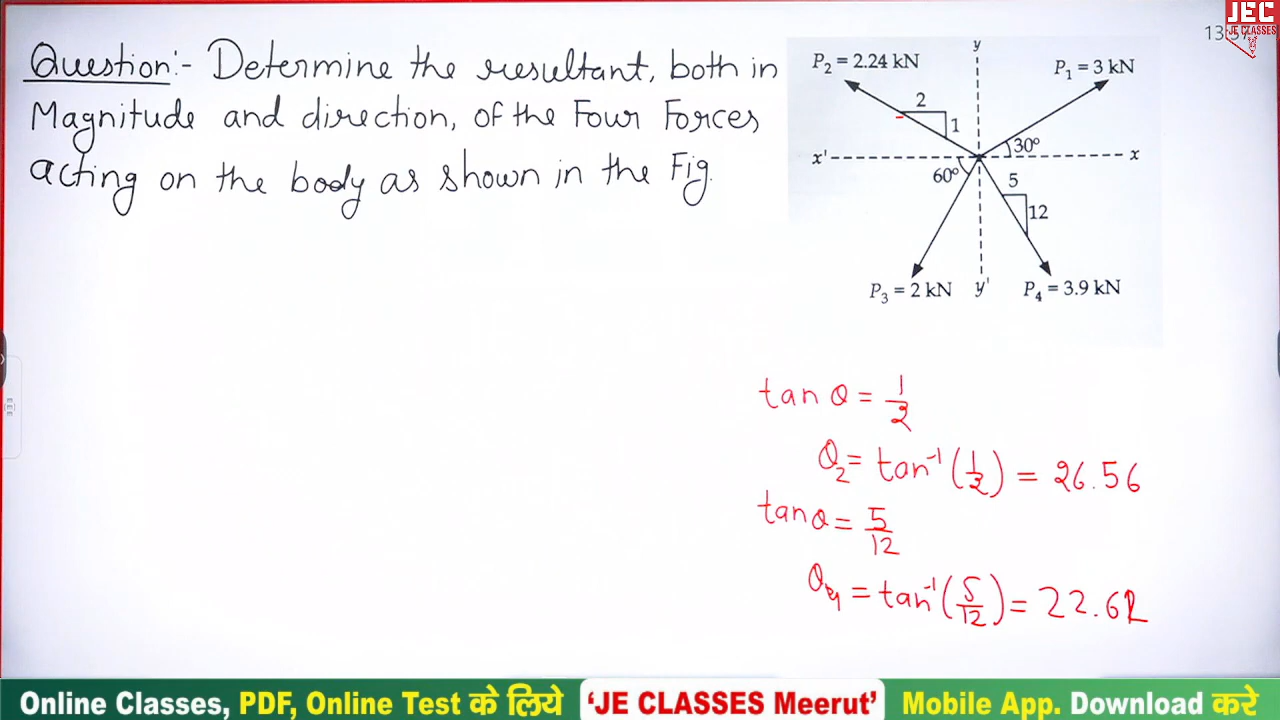 JEC
JE CLASSES
Question:- Determine the resultant, both in
Magnitude and direction, of the Four Forces
acting on the body as shown in the Fig.
y
P₂ = 2.24 kN
P₁ = 3 kN
2
1
30°
x'
x
60°
5
12
P₃ = 2 kN
y'
P₄ = 3.9 kN
tan θ = 1/2
θ₂ = tan⁻¹(1/2) = 26.56
tan θ = 5/12
θ₄ = tan⁻¹(5/12) = 22.62
Online Classes, PDF, Online Test के लिये 'JE CLASSES Meerut' Mobile App. Download करे